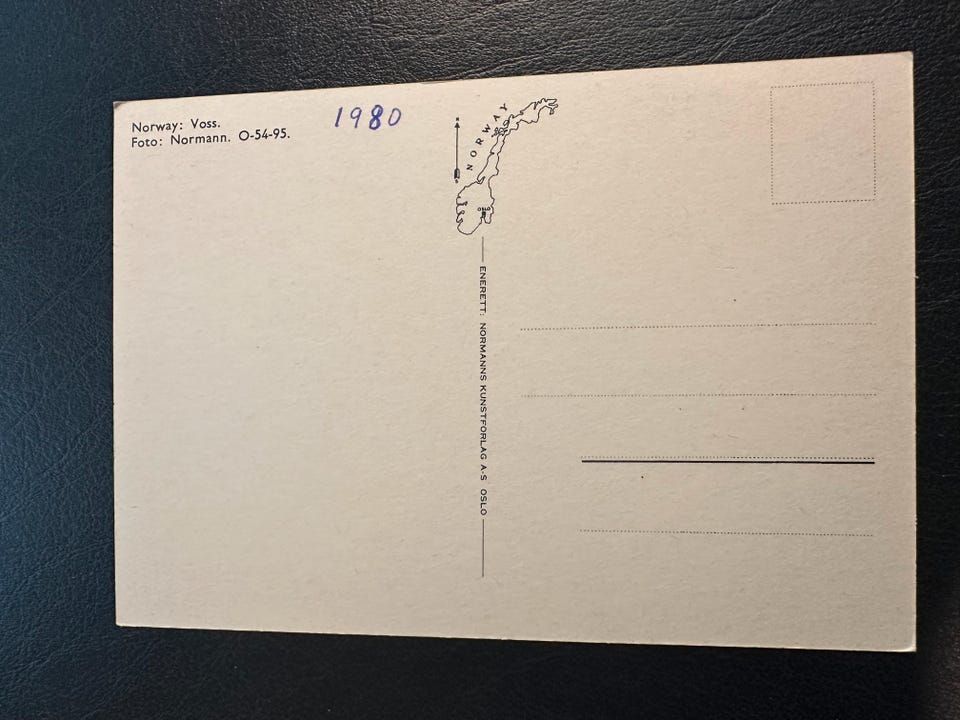 Norway: Voss.
Foto: Normann. O-54-95.
1980
NORWAY
OSLO
ENERETT: NORMANNS KUNSTFORLAG A-S OSLO